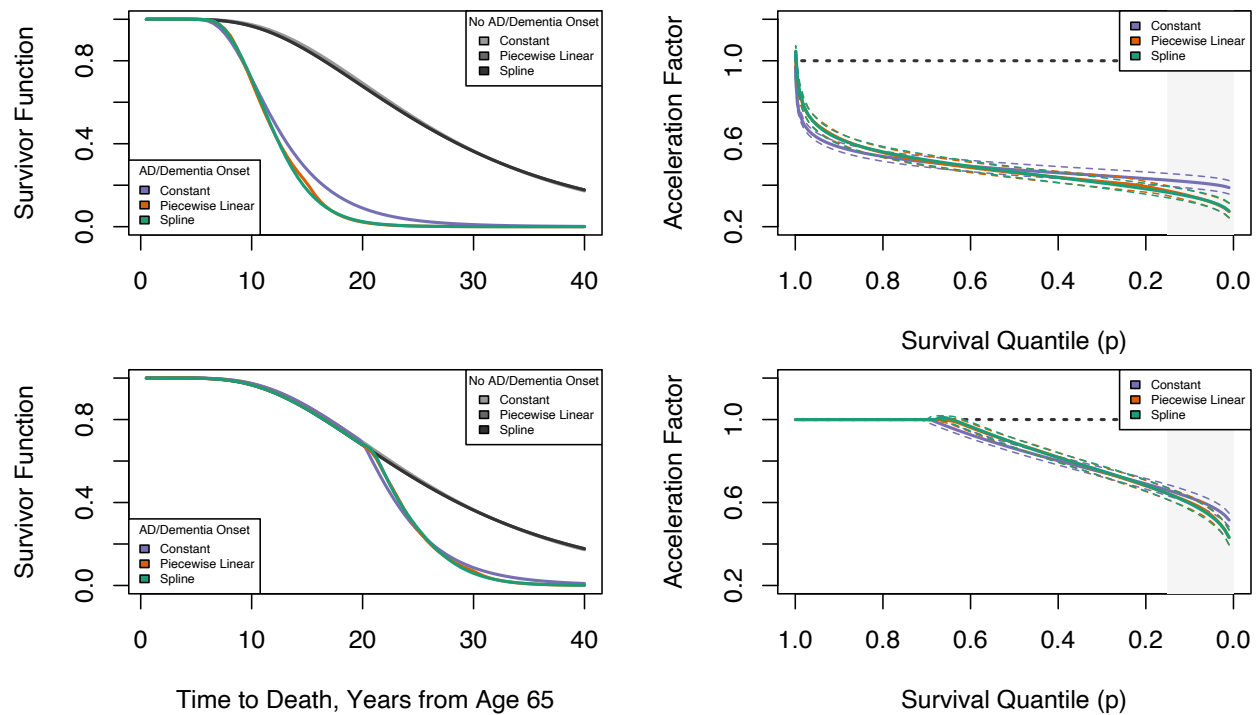 Survivor Function
0.0
0.4
0.8
0
10
20
30
40
No AD/Dementia Onset
Constant
Piecewise Linear
Spline
AD/Dementia Onset
Constant
Piecewise Linear
Spline
Acceleration Factor
0.2
0.6
1.0
1.0
0.8
0.6
0.4
0.2
0.0
Survival Quantile (p)
Constant
Piecewise Linear
Spline
Survivor Function
0.0
0.4
0.8
0
10
20
30
40
Time to Death, Years from Age 65
No AD/Dementia Onset
Constant
Piecewise Linear
Spline
AD/Dementia Onset
Constant
Piecewise Linear
Spline
Acceleration Factor
0.2
0.6
1.0
1.0
0.8
0.6
0.4
0.2
0.0
Survival Quantile (p)
Constant
Piecewise Linear
Spline